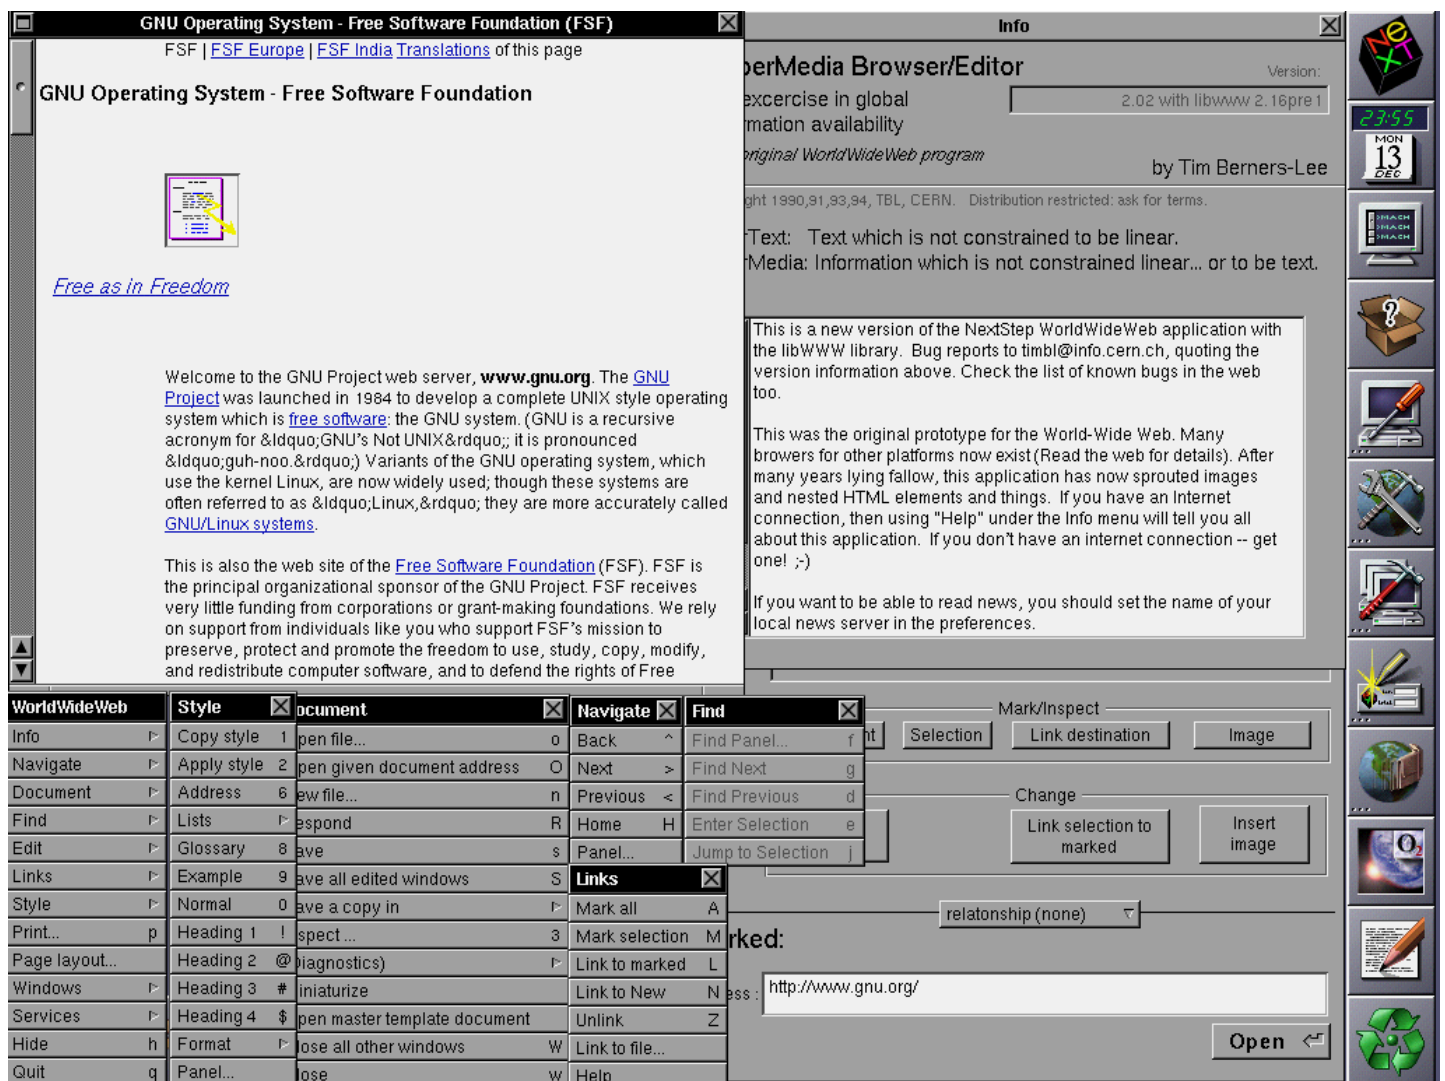 GNU Operating System - Free Software Foundation (FSF)
FSF | FSF Europe | FSF India Translations of this page
GNU Operating System - Free Software Foundation
Free as in Freedom
Welcome to the GNU Project web server, www.gnu.org. The GNU
Project was launched in 1984 to develop a complete UNIX style operating
system which is free software: the GNU system. (GNU is a recursive
acronym for &ldquo;GNU's Not UNIX&rdquo;; it is pronounced
&ldquo;guh-noo.&rdquo;) Variants of the GNU operating system, which
use the kernel Linux, are now widely used; though these systems are
often referred to as &ldquo;Linux,&rdquo; they are more accurately called
GNU/Linux systems.
This is also the web site of the Free Software Foundation (FSF). FSF is
the principal organizational sponsor of the GNU Project. FSF receives
very little funding from corporations or grant-making foundations. We rely
on support from individuals like you who support FSF's mission to
preserve, protect and promote the freedom to use, study, copy, modify,
and redistribute computer software, and to defend the rights of Free
Info
perMedia Browser/Editor
Version:
excercise in global
2.02 with libwww 2.16pre1
rmation availability
original WorldWideWeb program
by Tim Berners-Lee
ght 1990,91,93,94, TBL, CERN. Distribution restricted: ask for terms.
rText: Text which is not constrained to be linear.
rMedia: Information which is not constrained linear... or to be text.
This is a new version of the NextStep WorldWideWeb application with
the libWWW library. Bug reports to timbl@info.cern.ch, quoting the
version information above. Check the list of known bugs in the web
too.
This was the original prototype for the World-Wide Web. Many
browers for other platforms now exist (Read the web for details). After
many years lying fallow, this application has now sprouted images
and nested HTML elements and things. If you have an Internet
connection, then using "Help" under the Info menu will tell you all
about this application. If you don't have an internet connection -- get
one! ;-)
If you want to be able to read news, you should set the name of your
local news server in the preferences.
WorldWideWeb
Info
Navigate
Document
Find
Edit
Links
Style
Print... p
Page layout...
Windows
Services
Hide h
Quit q
Style
Copy style 1
Apply style 2
Address 6
Lists
Glossary 8
Example 9
Normal 0
Heading 1 !
Heading 2 @
Heading 3 #
Heading 4 $
Format
Panel...
ocument
pen file... o
pen given document address O
ew file... n
espond R
ave s
ave all edited windows S
ave a copy in
spect ... 3
iagnostics)
iniaturize
pen master template document
lose all other windows W
lose w
Navigate
Back ^
Next >
Previous <
Home H
Panel...
Find
Find Panel... f
Find Next g
Find Previous d
Enter Selection e
Jump to Selection j
Links
Mark all A
Mark selection M
Link to marked L
Link to New N
Unlink Z
Link to file...
Help
Mark/Inspect
nt
Selection
Link destination
Image
Change
Link selection to
marked
Insert
image
relatonship (none)
rked:
ess : http://www.gnu.org/
Open
NeXT
23:55
MON
13
DEC
>MACH
>MACH
>MACH
?
O2